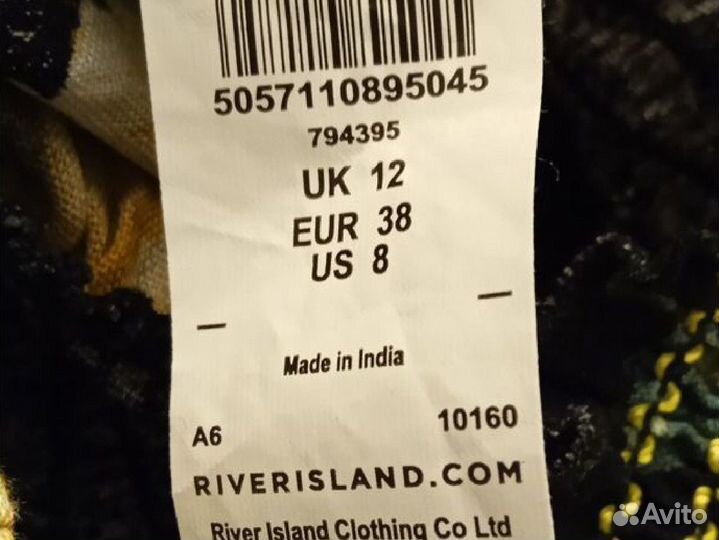 5057110895045
794395
UK 12
EUR 38
US 8
Made in India
A6
10160
RIVERISLAND.COM
River Island Clothing Co Ltd
Avito